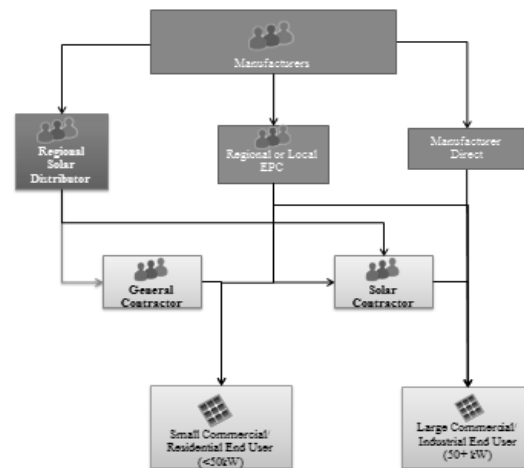 Manufacturers
Regional
Solar
Distributor
Regional or Local
EPC
Manufacturer
Direct
General
Contractor
Solar
Contractor
Small Commercial/
Residential End User
(<50kW)
Large Commercial/
Industrial End User
(50+ kW)